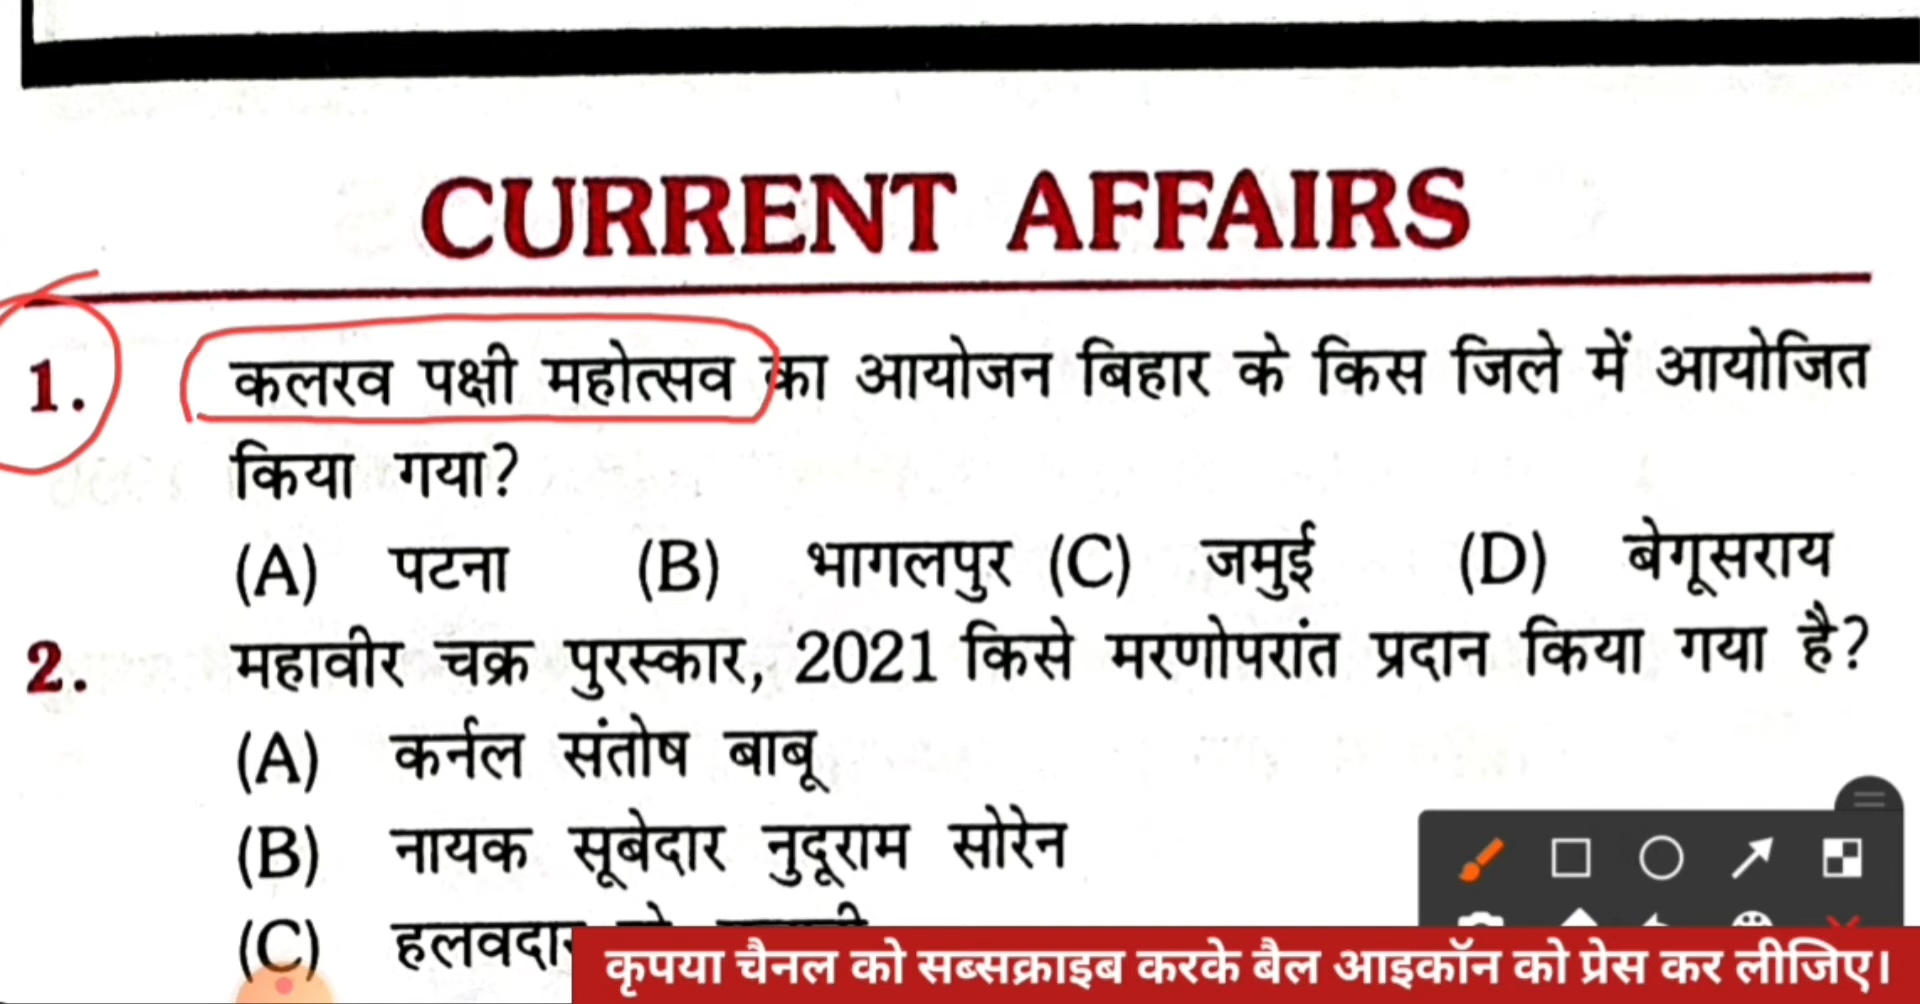 CURRENT AFFAIRS
1. कलरव पक्षी महोत्सव का आयोजन बिहार के किस जिले में आयोजित
किया गया?
(A) पटना (B) भागलपुर (C) जमुई (D) बेगूसराय
2. महावीर चक्र पुरस्कार, 2021 किसे मरणोपरांत प्रदान किया गया है?
(A) कर्नल संतोष बाबू
(B) नायक सूबेदार नुदूराम सोरेन
(C)
कृपया चैनल को सब्सक्राइब करके बैल आइकॉन को प्रेस कर लीजिए।